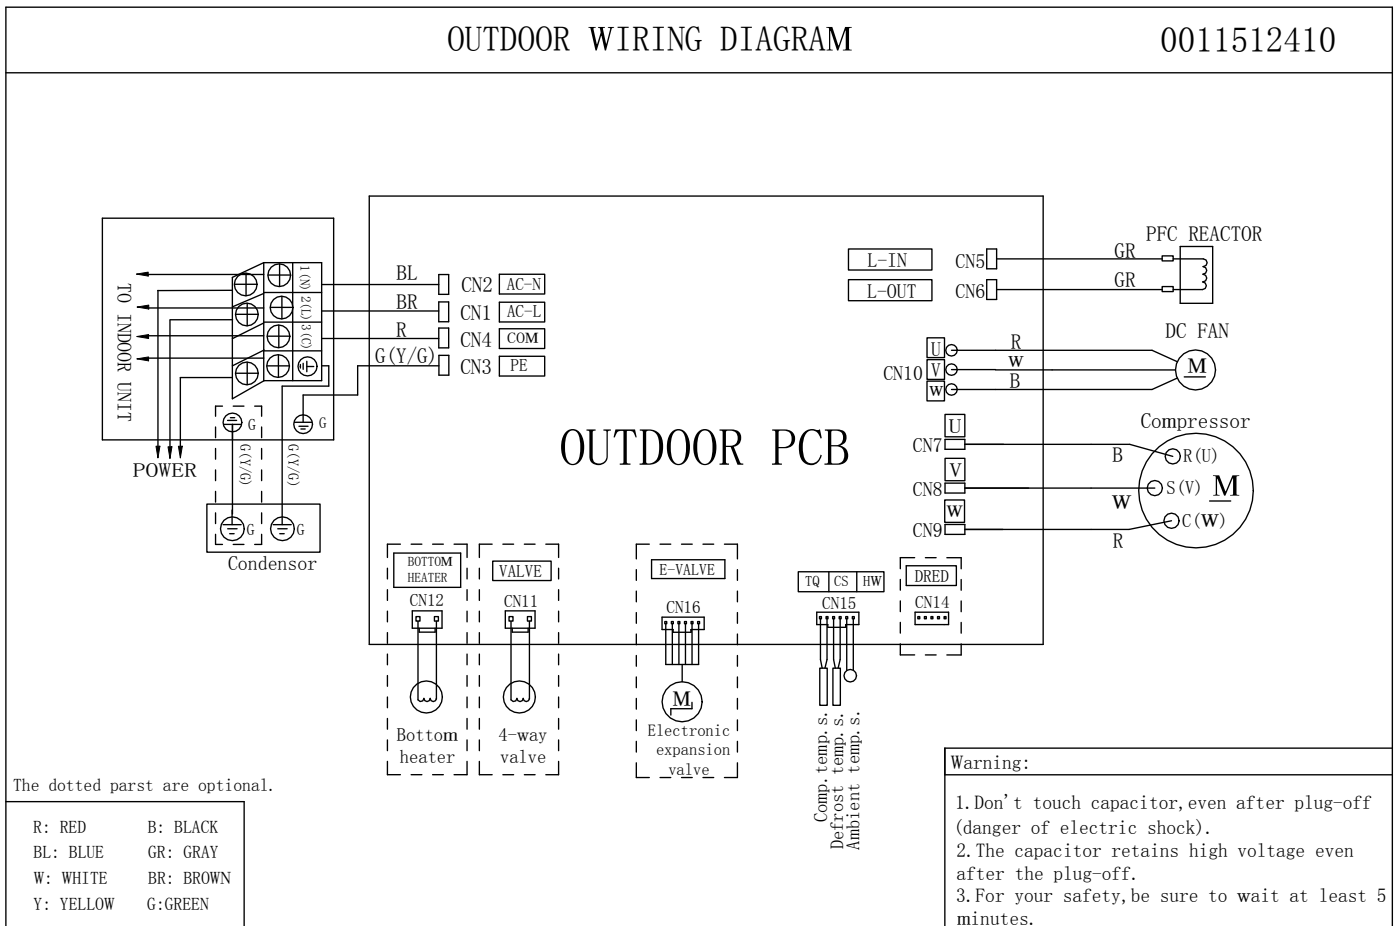 OUTDOOR WIRING DIAGRAM
0011512410
TO INDOOR UNIT
1(N)
2(L)
3(C)
POWER
G
G
G(Y/G)
G(Y/G)
G
G
Condensor
BL
CN2 AC-N
BR
CN1 AC-L
R
CN4 COM
G(Y/G)
CN3 PE
OUTDOOR PCB
L-IN
CN5
GR
L-OUT
CN6
GR
PFC REACTOR
DC FAN
CN10
U
V
W
R
W
B
M
Compressor
U
CN7
B
R(U)
V
CN8
W
S(V)
M
W
CN9
R
C(W)
BOTTOM
HEATER
CN12
Bottom
heater
VALVE
CN11
4-way
valve
E-VALVE
CN16
M
Electronic
expansion
valve
TQ CS HW
CN15
Comp. temp. s.
Defrost temp. s.
Ambient temp. s.
DRED
CN14
The dotted parst are optional.
R: RED B: BLACK
BL: BLUE GR: GRAY
W: WHITE BR: BROWN
Y: YELLOW G:GREEN
Warning:
1.Don't touch capacitor,even after plug-off
(danger of electric shock).
2.The capacitor retains high voltage even
after the plug-off.
3.For your safety,be sure to wait at least 5
minutes.